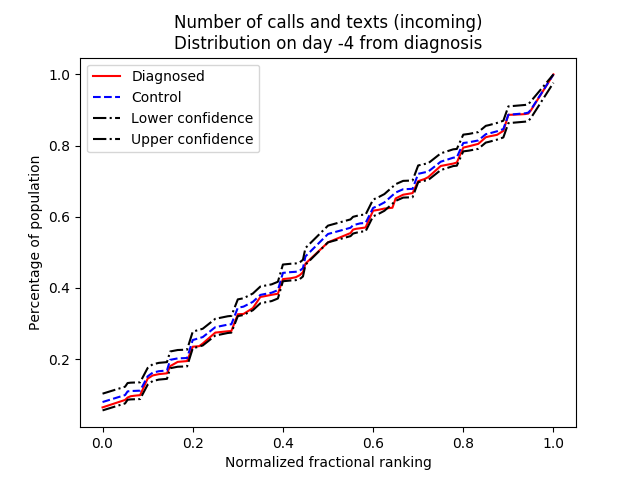 Number of calls and texts (incoming)
Distribution on day -4 from diagnosis
Diagnosed
Control
Lower confidence
Upper confidence
Percentage of population
1.0
0.8
0.6
0.4
0.2
0.0 0.2 0.4 0.6 0.8 1.0
Normalized fractional ranking